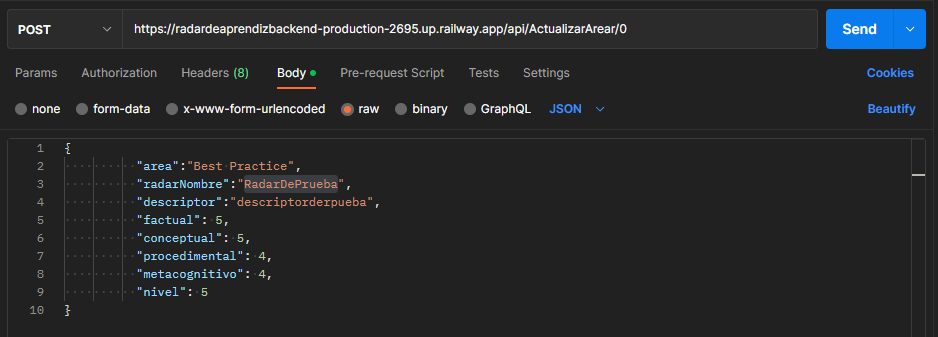 POST https://radardeaprendizbackend-production-2695.up.railway.app/api/ActualizarArear/0 Send
Params Authorization Headers (8) Body Pre-request Script Tests Settings Cookies
none form-data x-www-form-urlencoded raw binary GraphQL JSON Beautify
1 {
2 "area":"Best Practice",
3 "radarNombre":"RadarDePrueba",
4 "descriptor":"descriptorderpueba",
5 "factual": 5,
6 "conceptual": 5,
7 "procedimental": 4,
8 "metacognitivo": 4,
9 "nivel": 5
10 }